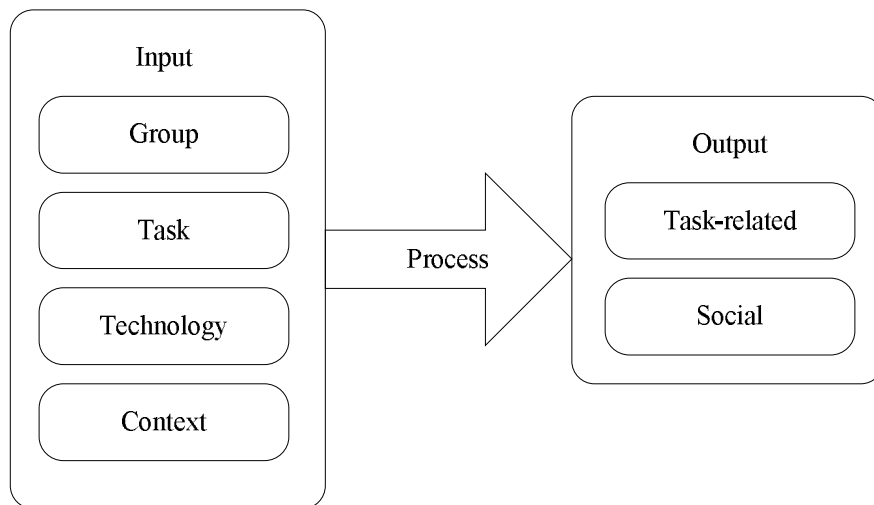 Input
Group
Task
Technology
Context
Process
Output
Task-related
Social